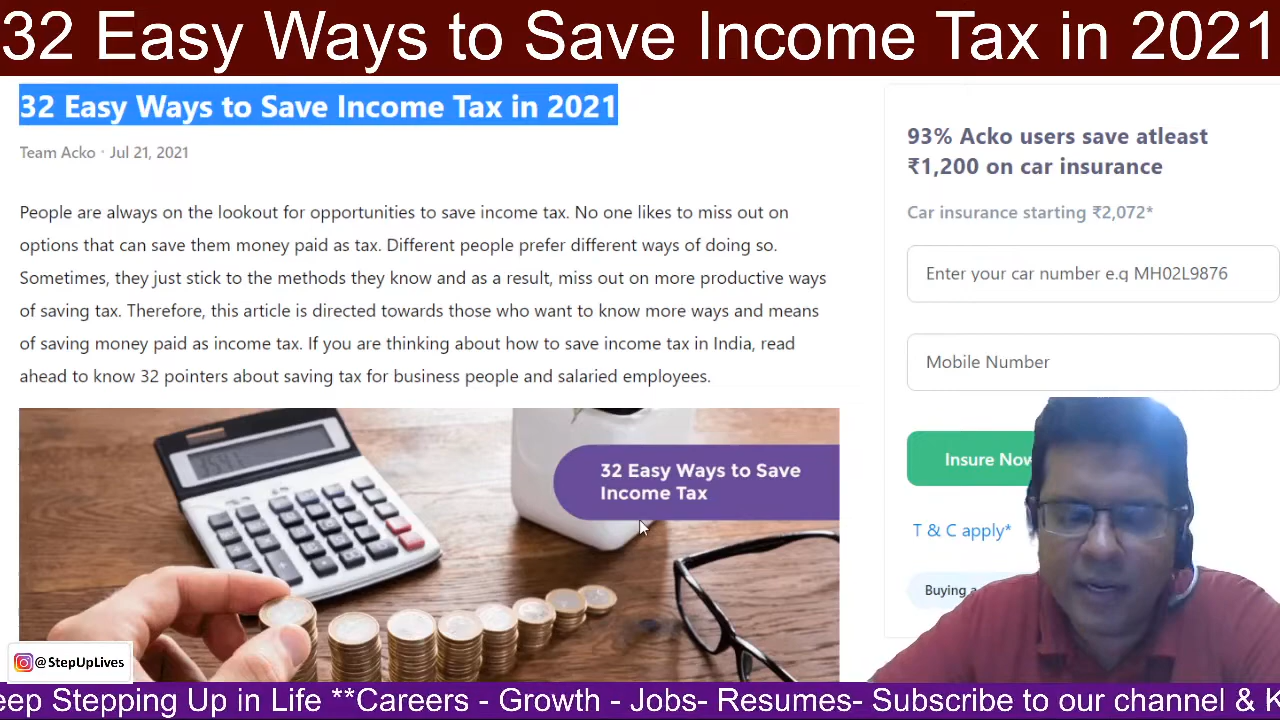 32 Easy Ways to Save Income Tax in 2021
32 Easy Ways to Save Income Tax in 2021
Team Acko · Jul 21, 2021
People are always on the lookout for opportunities to save income tax. No one likes to miss out on
options that can save them money paid as tax. Different people prefer different ways of doing so.
Sometimes, they just stick to the methods they know and as a result, miss out on more productive ways
of saving tax. Therefore, this article is directed towards those who want to know more ways and means
of saving money paid as income tax. If you are thinking about how to save income tax in India, read
ahead to know 32 pointers about saving tax for business people and salaried employees.
32 Easy Ways to Save
Income Tax
93% Acko users save atleast
₹1,200 on car insurance
Car insurance starting ₹2,072*
Enter your car number e.g MH02L9876
Mobile Number
Insure Now
T & C apply*
Buying a
@StepUpLives
eep Stepping Up in Life **Careers - Growth - Jobs- Resumes- Subscribe to our channel & K